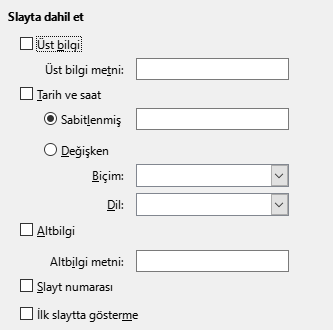 Slayta dahil et
Üst bilgi
Üst bilgi metni:
Tarih ve saat
Sabitlenmiş
Değişken
Biçim:
Dil:
Altbilgi
Altbilgi metni:
Slayt numarası
İlk slaytta gösterme